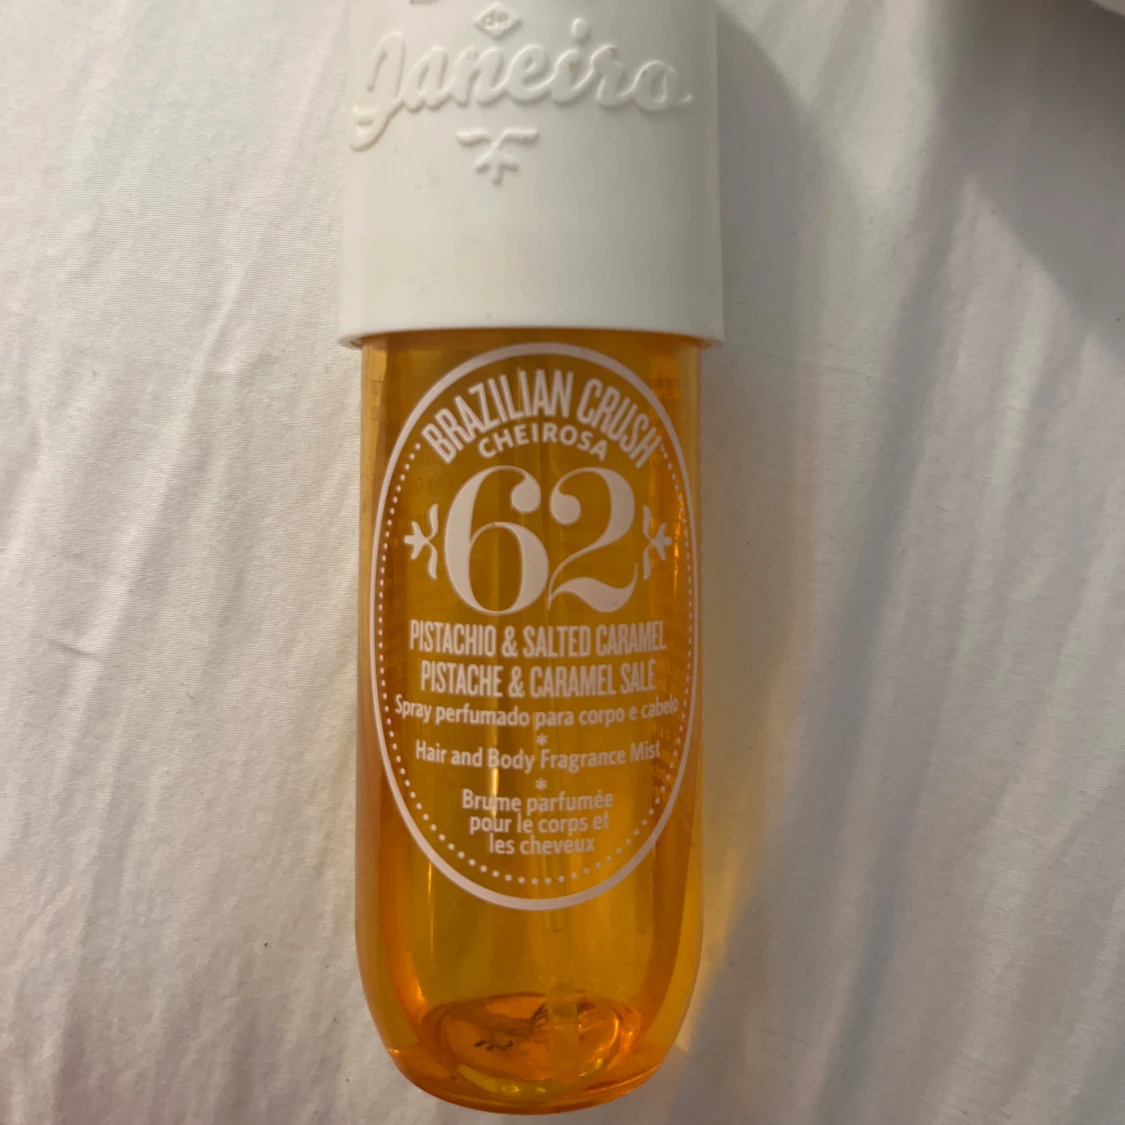 de
Janeiro
BRAZILIAN CRUSH
CHEIROSA
62
PISTACHIO & SALTED CARAMEL
PISTACHE & CARAMEL SALÉ
Spray perfumado para corpo e cabelo
*
Hair and Body Fragrance Mist
*
Brume parfumée
pour le corps et
les cheveux